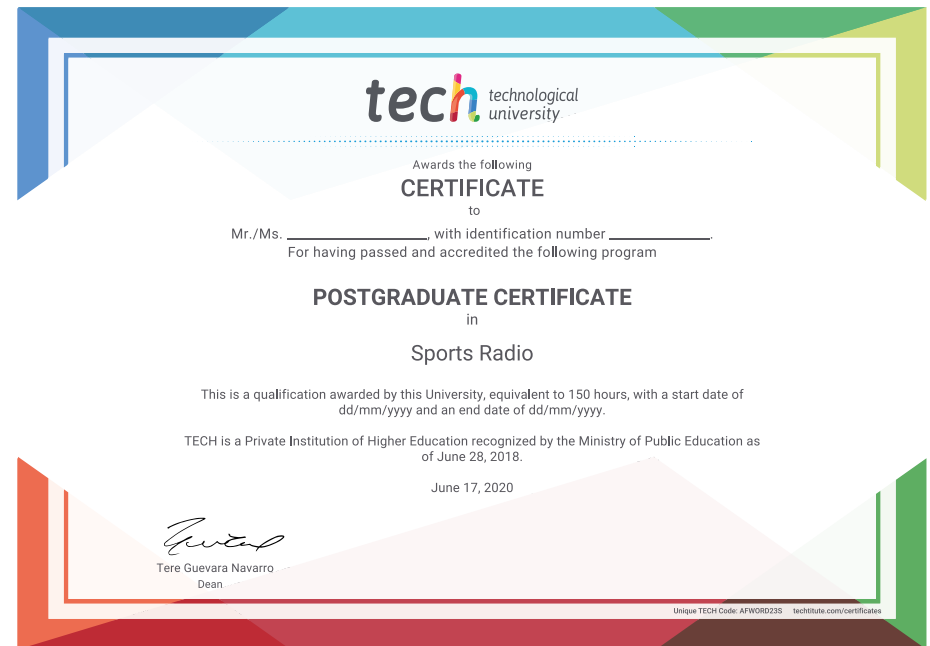 tech technological
university
Awards the following
CERTIFICATE
to
Mr./Ms. ____________________, with identification number ______________.
For having passed and accredited the following program
POSTGRADUATE CERTIFICATE
in
Sports Radio
This is a qualification awarded by this University, equivalent to 150 hours, with a start date of
dd/mm/yyyy and an end date of dd/mm/yyyy.
TECH is a Private Institution of Higher Education recognized by the Ministry of Public Education as
of June 28, 2018.
June 17, 2020
Tere Guevara Navarro
Dean
Unique TECH Code: AFWORD23S techtitute.com/certificates